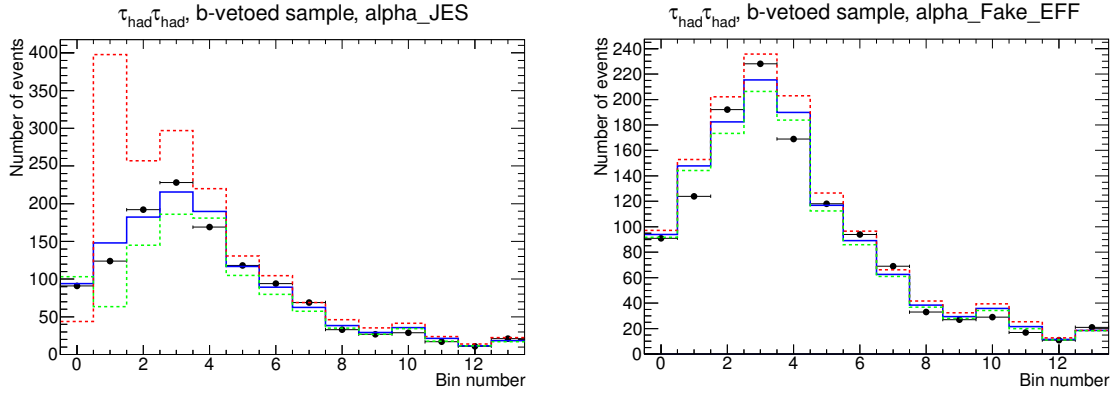 τhadτhad, b-vetoed sample, alpha_JES
Number of events
400
350
300
250
200
150
100
50
0
0 2 4 6 8 10 12
Bin number
τhadτhad, b-vetoed sample, alpha_Fake_EFF
Number of events
240
220
200
180
160
140
120
100
80
60
40
20
0
0 2 4 6 8 10 12
Bin number